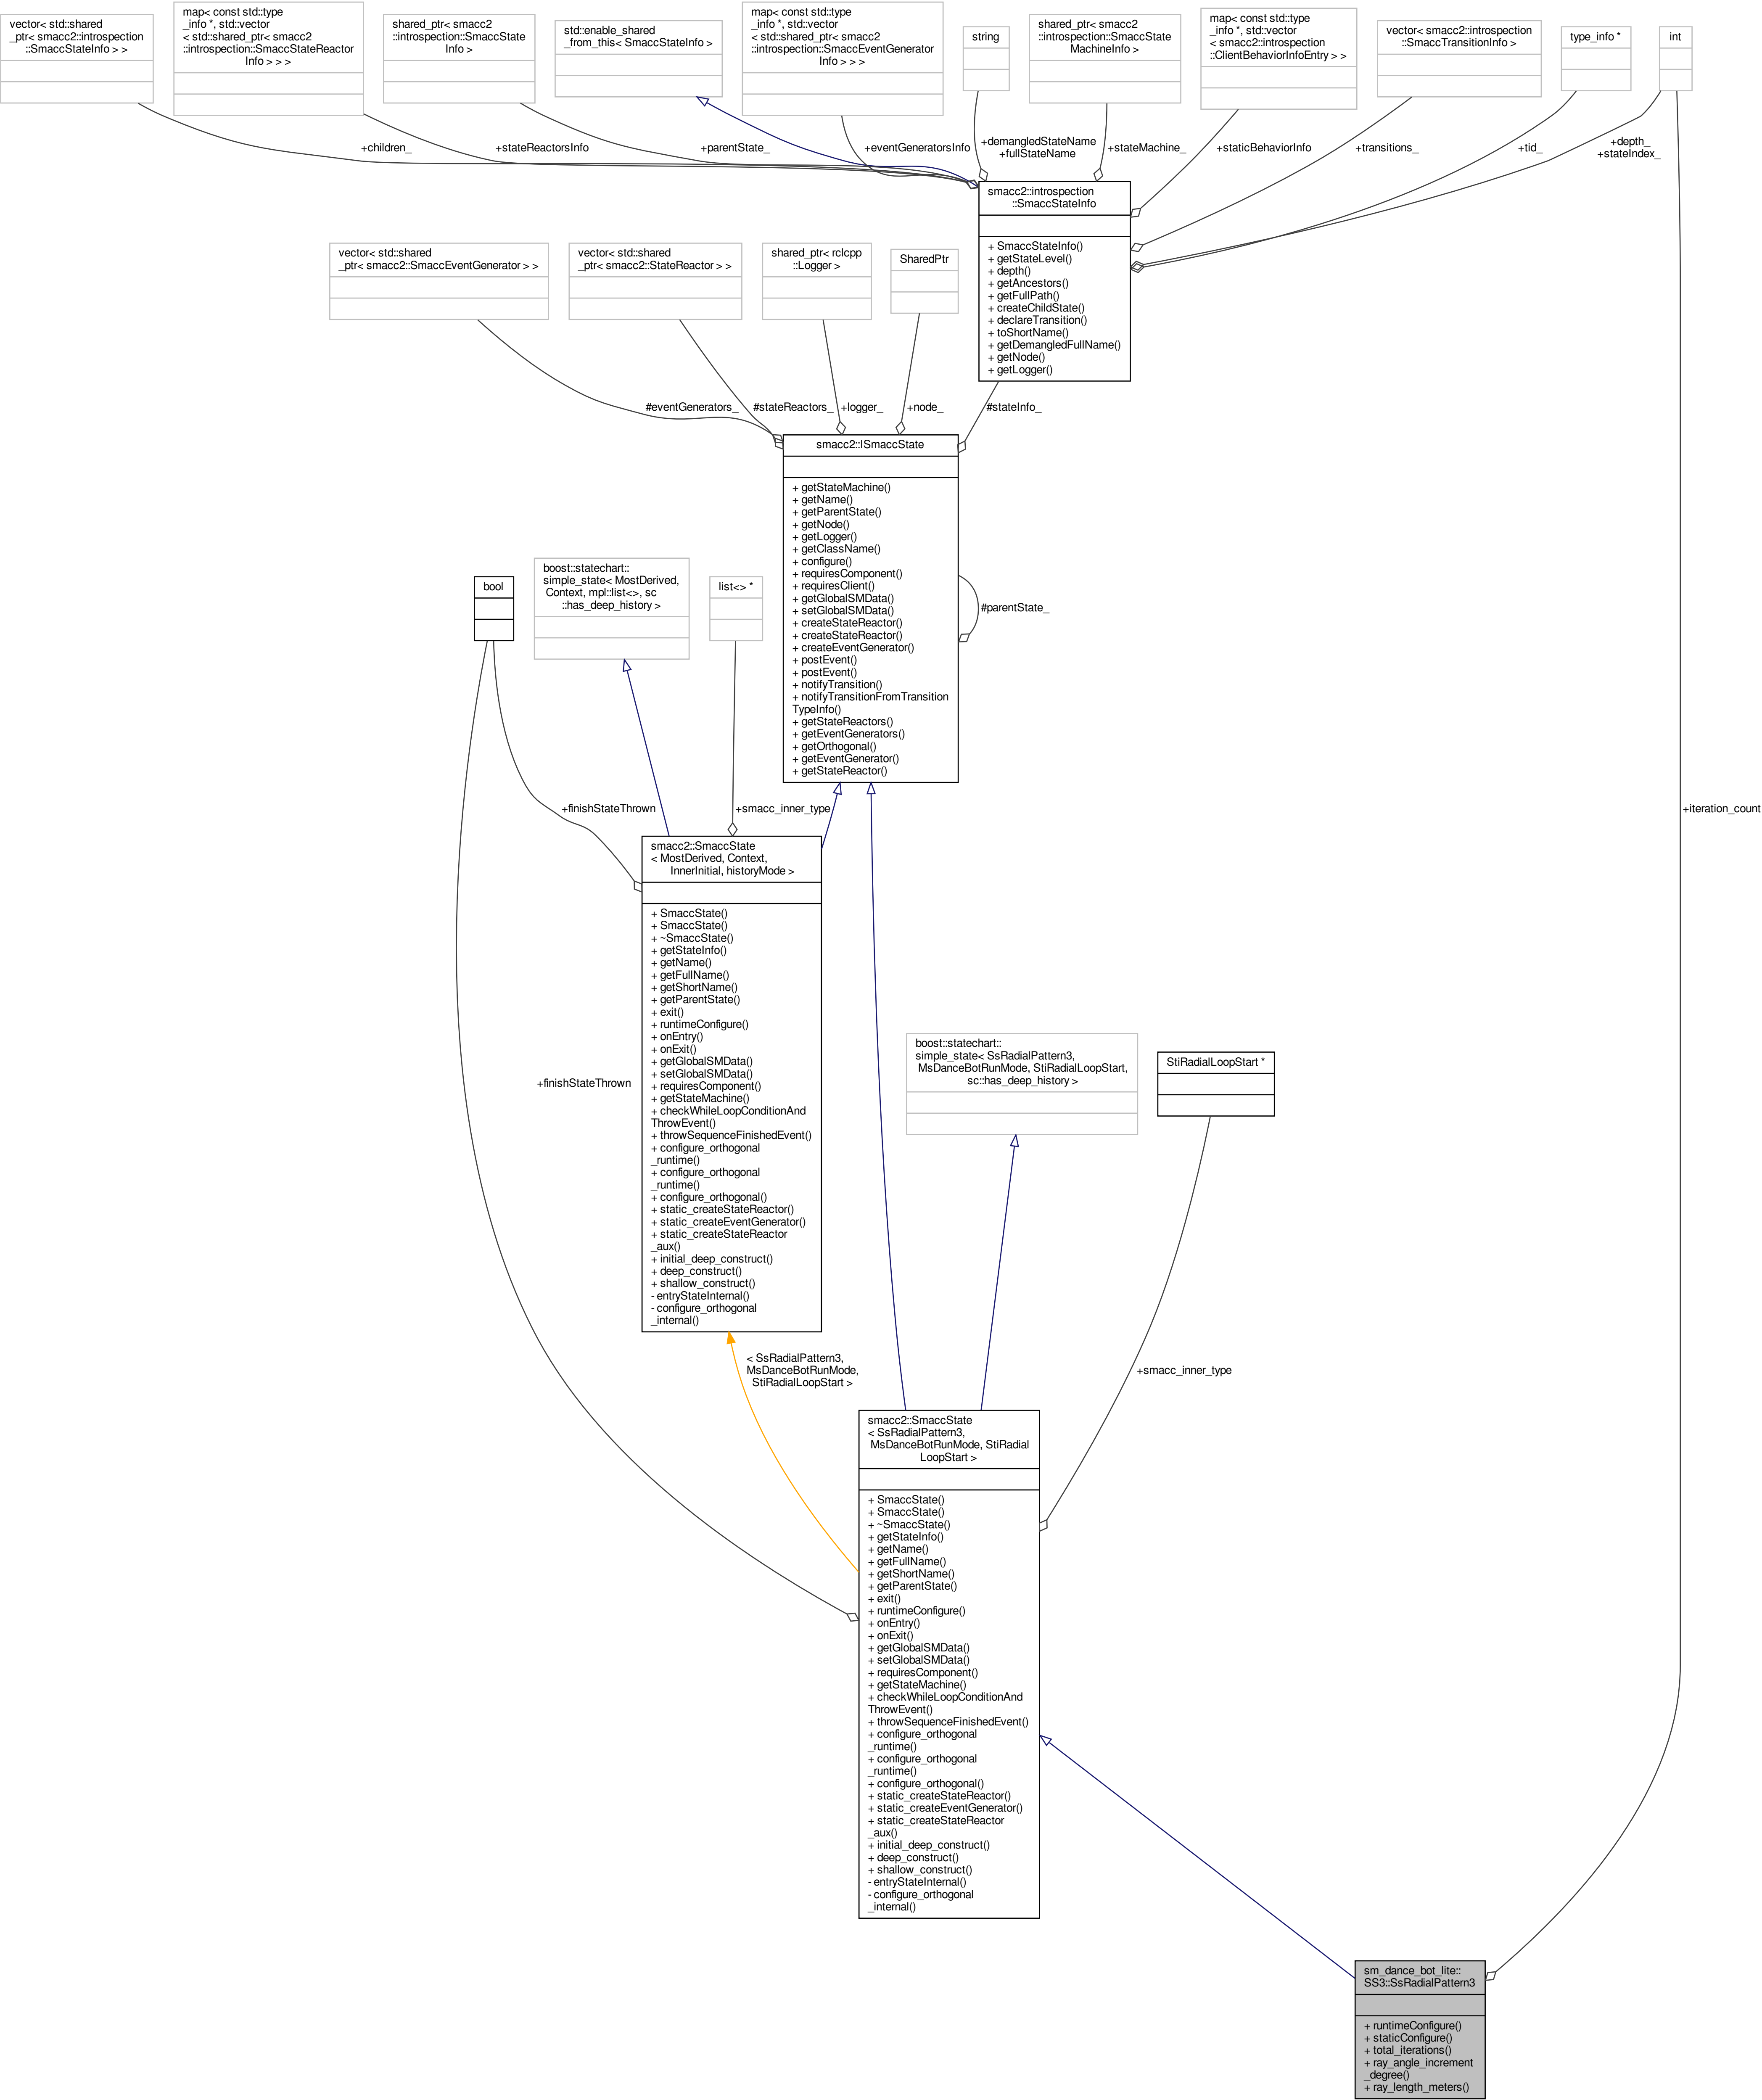 vector< std::shared
_ptr< smacc2::introspection
::SmaccStateInfo > >
map< const std::type
_info *, std::vector
< std::shared_ptr< smacc2
::introspection::SmaccStateReactor
Info > > >
shared_ptr< smacc2
::introspection::SmaccState
Info >
std::enable_shared
_from_this< SmaccStateInfo >
map< const std::type
_info *, std::vector
< std::shared_ptr< smacc2
::introspection::SmaccEventGenerator
Info > > >
string
shared_ptr< smacc2
::introspection::SmaccState
MachineInfo >
map< const std::type
_info *, std::vector
< smacc2::introspection
::ClientBehaviorInfoEntry > >
vector< smacc2::introspection
::SmaccTransitionInfo >
type_info *
int
+children_
+stateReactorsInfo
+parentState_
+eventGeneratorsInfo
+demangledStateName
+fullStateName
+stateMachine_
+staticBehaviorInfo
+transitions_
+tid_
+depth_
+stateIndex_
smacc2::introspection
::SmaccStateInfo
+ SmaccStateInfo()
+ getStateLevel()
+ depth()
+ getAncestors()
+ getFullPath()
+ createChildState()
+ declareTransition()
+ toShortName()
+ getDemangledFullName()
+ getNode()
+ getLogger()
vector< std::shared
_ptr< smacc2::SmaccEventGenerator > >
vector< std::shared
_ptr< smacc2::StateReactor > >
shared_ptr< rclcpp
::Logger >
SharedPtr
#eventGenerators_
#stateReactors_
+logger_
+node_
#stateInfo_
smacc2::ISmaccState
+ getStateMachine()
+ getName()
+ getParentState()
+ getNode()
+ getLogger()
+ getClassName()
+ configure()
+ requiresComponent()
+ requiresClient()
+ getGlobalSMData()
+ setGlobalSMData()
+ createStateReactor()
+ createStateReactor()
+ createEventGenerator()
+ postEvent()
+ postEvent()
+ notifyTransition()
+ notifyTransitionFromTransition
TypeInfo()
+ getStateReactors()
+ getEventGenerators()
+ getOrthogonal()
+ getEventGenerator()
+ getStateReactor()
#parentState_
bool
boost::statechart::
simple_state< MostDerived,
Context, mpl::list<>, sc
::has_deep_history >
list<> *
+finishStateThrown
+smacc_inner_type
+iteration_count
smacc2::SmaccState
< MostDerived, Context,
InnerInitial, historyMode >
+ SmaccState()
+ SmaccState()
+ ~SmaccState()
+ getStateInfo()
+ getName()
+ getFullName()
+ getShortName()
+ getParentState()
+ exit()
+ runtimeConfigure()
+ onEntry()
+ onExit()
+ getGlobalSMData()
+ setGlobalSMData()
+ requiresComponent()
+ getStateMachine()
+ checkWhileLoopConditionAnd
ThrowEvent()
+ throwSequenceFinishedEvent()
+ configure_orthogonal
_runtime()
+ configure_orthogonal
_runtime()
+ configure_orthogonal()
+ static_createStateReactor()
+ static_createEventGenerator()
+ static_createStateReactor
_aux()
+ initial_deep_construct()
+ deep_construct()
+ shallow_construct()
- entryStateInternal()
- configure_orthogonal
_internal()
+finishStateThrown
boost::statechart::
simple_state< SsRadialPattern3,
MsDanceBotRunMode, StiRadialLoopStart,
sc::has_deep_history >
StiRadialLoopStart *
< SsRadialPattern3,
MsDanceBotRunMode,
StiRadialLoopStart >
+smacc_inner_type
smacc2::SmaccState
< SsRadialPattern3,
MsDanceBotRunMode, StiRadial
LoopStart >
+ SmaccState()
+ SmaccState()
+ ~SmaccState()
+ getStateInfo()
+ getName()
+ getFullName()
+ getShortName()
+ getParentState()
+ exit()
+ runtimeConfigure()
+ onEntry()
+ onExit()
+ getGlobalSMData()
+ setGlobalSMData()
+ requiresComponent()
+ getStateMachine()
+ checkWhileLoopConditionAnd
ThrowEvent()
+ throwSequenceFinishedEvent()
+ configure_orthogonal
_runtime()
+ configure_orthogonal
_runtime()
+ configure_orthogonal()
+ static_createStateReactor()
+ static_createEventGenerator()
+ static_createStateReactor
_aux()
+ initial_deep_construct()
+ deep_construct()
+ shallow_construct()
- entryStateInternal()
- configure_orthogonal
_internal()
sm_dance_bot_lite::
SS3::SsRadialPattern3
+ runtimeConfigure()
+ staticConfigure()
+ total_iterations()
+ ray_angle_increment
_degree()
+ ray_length_meters()